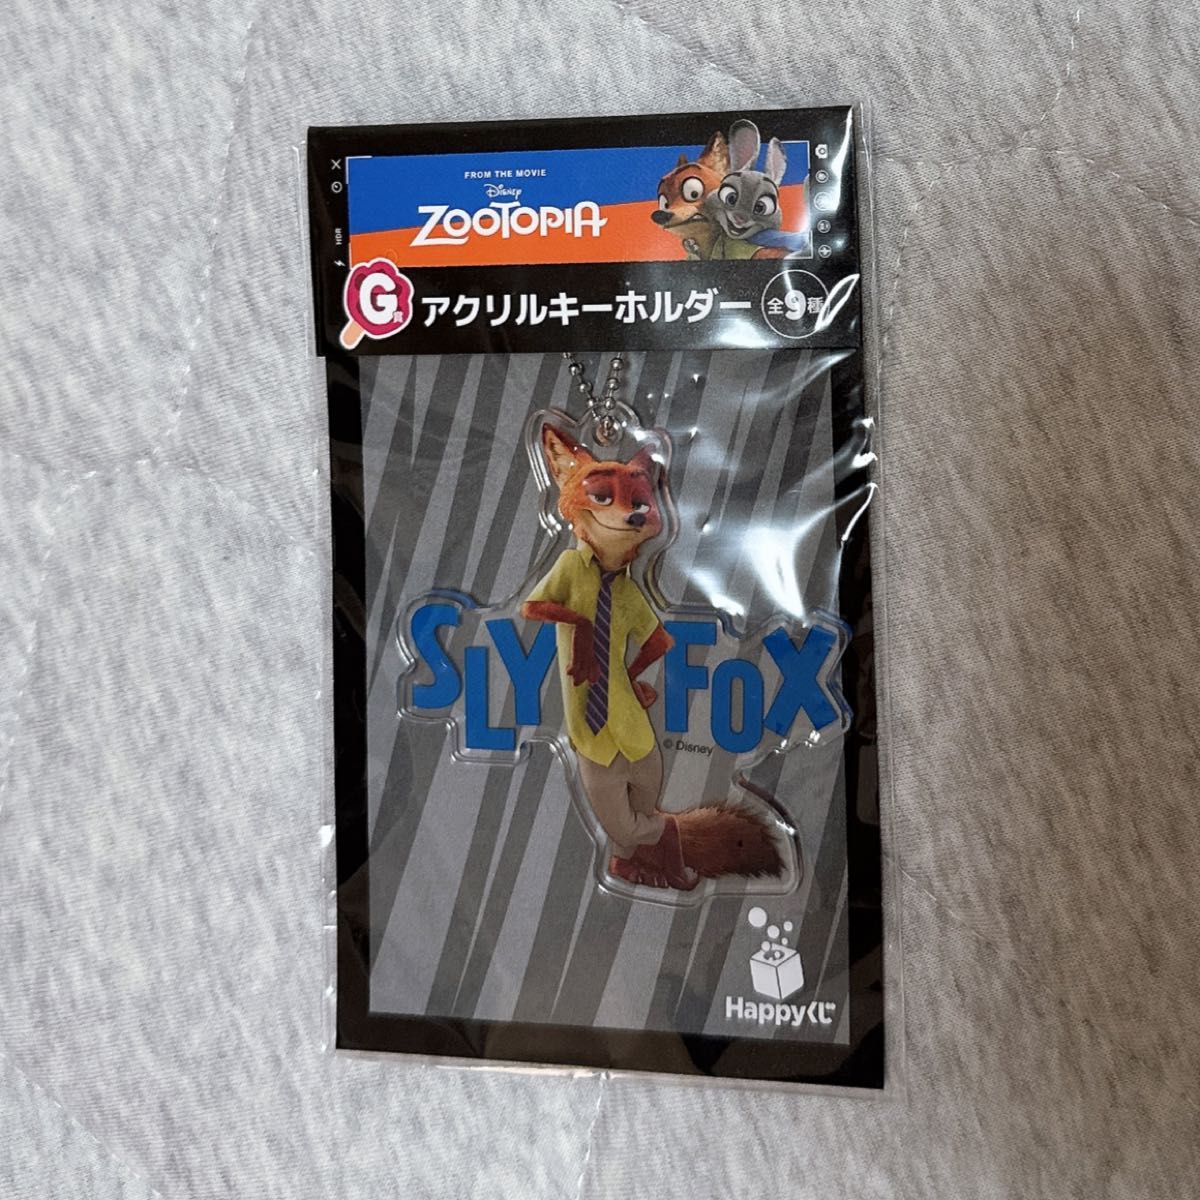 FROM THE MOVIE
Disney
ZOOTOPIA
HDR
G賞
アクリルキーホルダー
全9種
SLY FOX
© Disney
Happyくじ